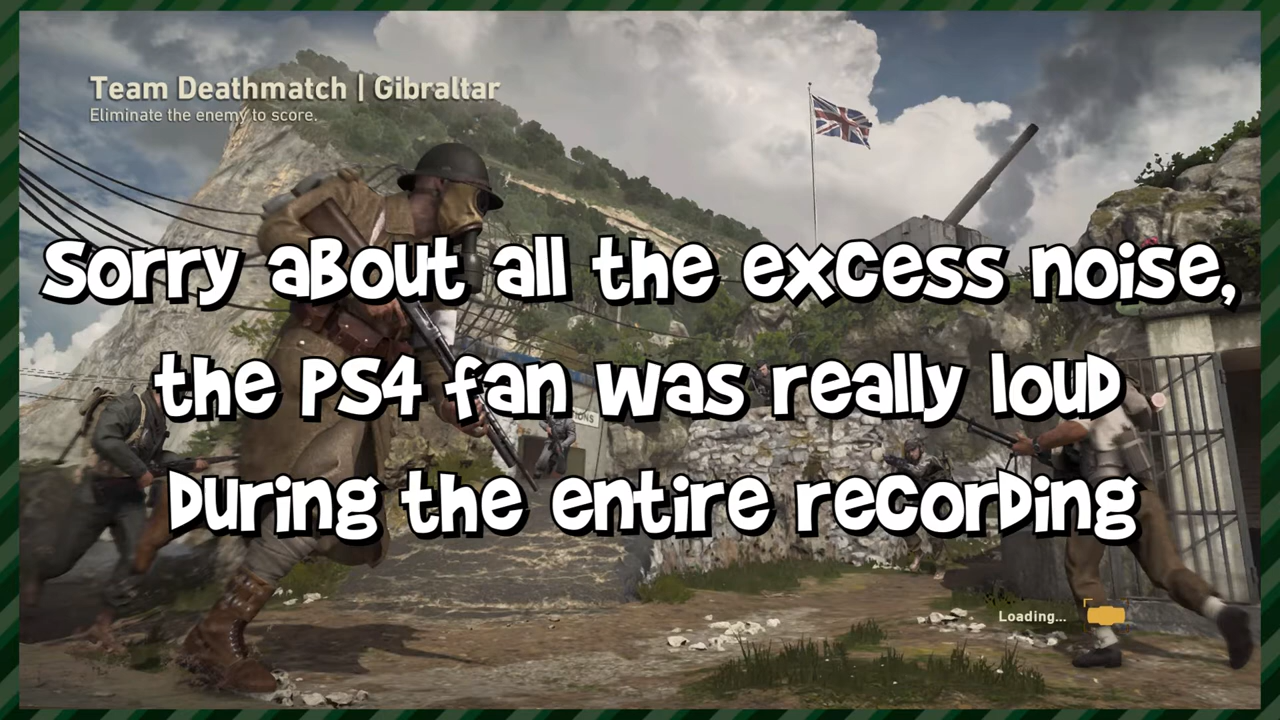 Team Deathmatch | Gibraltar
Eliminate the enemy to score.
Sorry about all the excess noise,
the PS4 fan was really loud
During the entire recording
Loading...